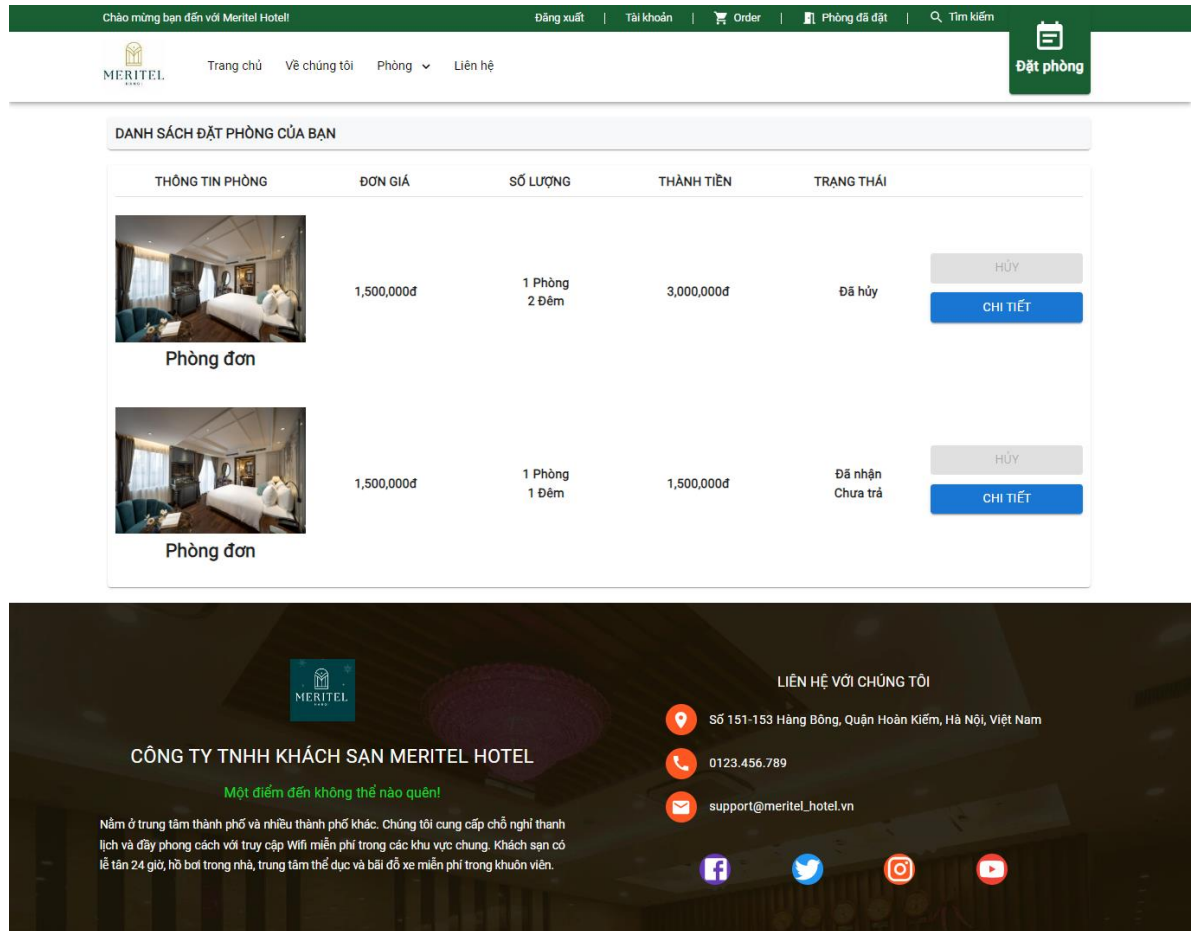 Chào mừng bạn đến với Meritel Hotel!
Đăng xuất | Tài khoản | Order | Phòng đã đặt | Tìm kiếm
Đặt phòng
MERITEL
HANOI
Trang chủ Về chúng tôi Phòng Liên hệ
DANH SÁCH ĐẶT PHÒNG CỦA BẠN
THÔNG TIN PHÒNG ĐƠN GIÁ SỐ LƯỢNG THÀNH TIỀN TRẠNG THÁI
1,500,000đ
1 Phòng
2 Đêm
3,000,000đ
Đã hủy
HỦY
CHI TIẾT
Phòng đơn
1,500,000đ
1 Phòng
1 Đêm
1,500,000đ
Đã nhận
Chưa trả
HỦY
CHI TIẾT
Phòng đơn
MERITEL
HANOI
CÔNG TY TNHH KHÁCH SẠN MERITEL HOTEL
Một điểm đến không thể nào quên!
Nằm ở trung tâm thành phố và nhiều thành phố khác. Chúng tôi cung cấp chỗ nghỉ thanh
lịch và đầy phong cách với truy cập Wifi miễn phí trong các khu vực chung. Khách sạn có
lễ tân 24 giờ, hồ bơi trong nhà, trung tâm thể dục và bãi đỗ xe miễn phí trong khuôn viên.
LIÊN HỆ VỚI CHÚNG TÔI
Số 151-153 Hàng Bông, Quận Hoàn Kiếm, Hà Nội, Việt Nam
0123.456.789
support@meritel_hotel.vn